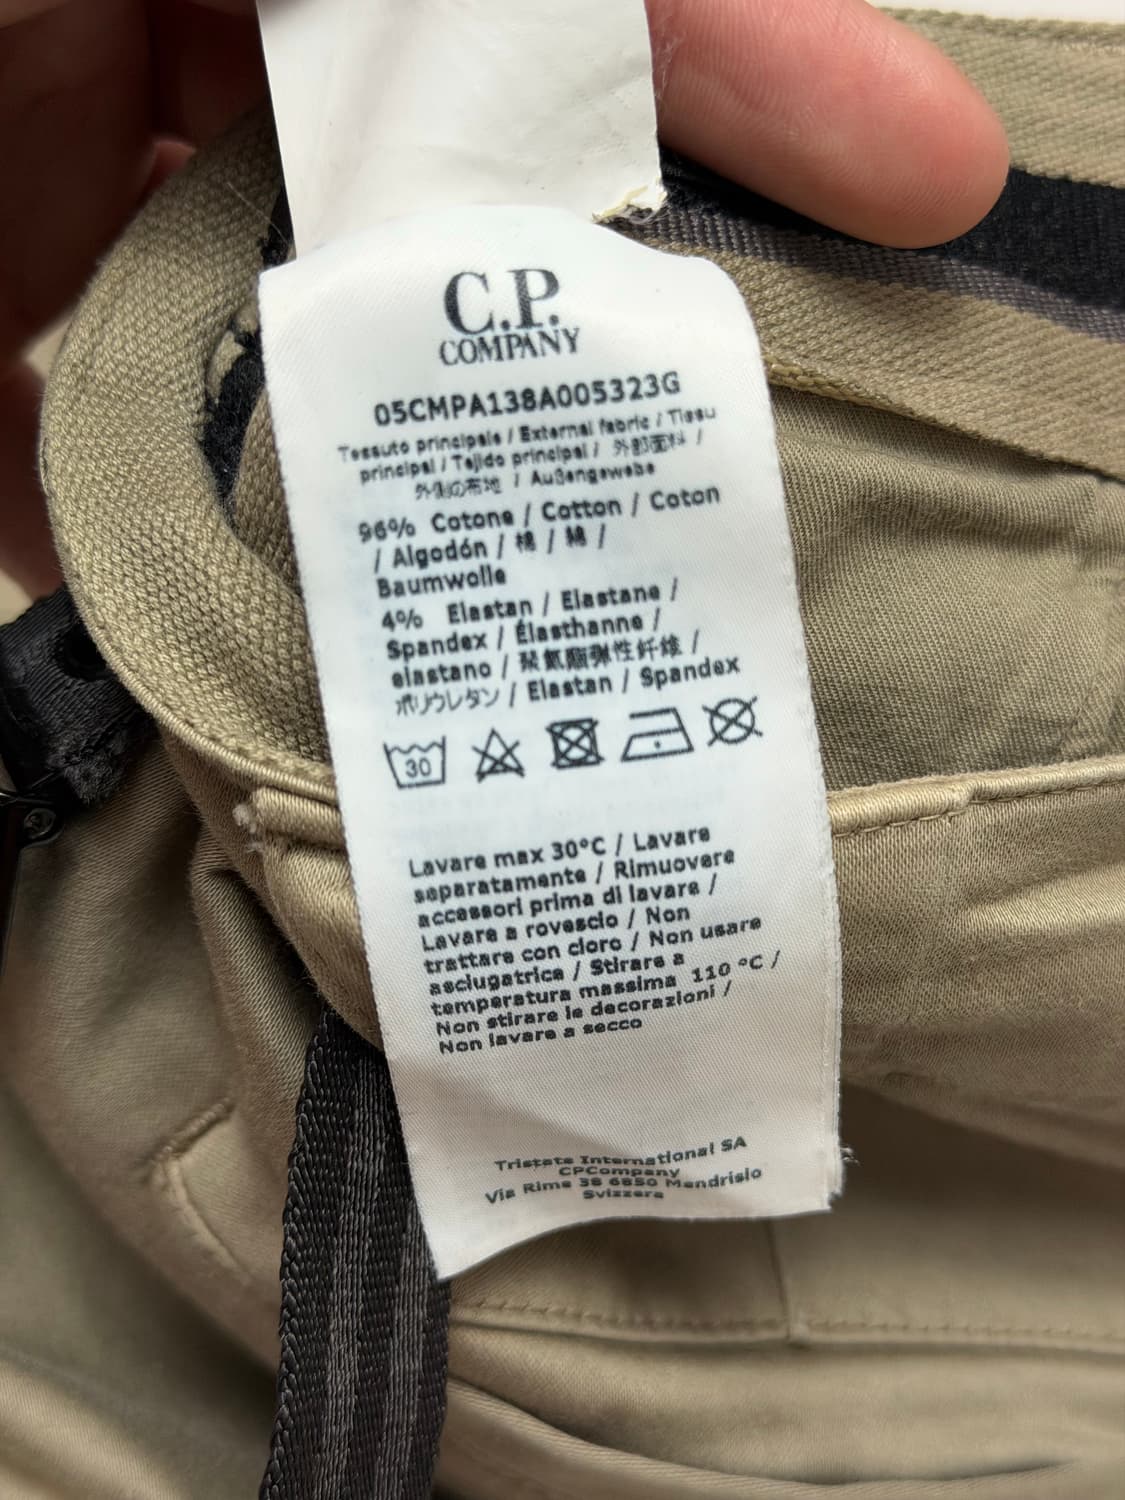 C.P.
COMPANY
05CMPA138A005323G
Tessuto principale / External fabric / Tissu
principal / Tejido principal / 外部面料 /
外側の布地 / Außengewebe
96% Cotone / Cotton / Coton
/ Algodón / 棉 / 綿 /
Baumwolle
4% Elastan / Elastane /
Spandex / Élasthanne /
elastano / 聚氨酯弹性纤维 /
ポリウレタン / Elastan / Spandex
30
Lavare max 30°C / Lavare
separatamente / Rimuovere
accessori prima di lavare /
Lavare a rovescio / Non
trattare con cloro / Non usare
asciugatrice / Stirare a
temperatura massima 110 °C /
Non stirare le decorazioni /
Non lavare a secco
Tristate International SA
CPCompany
Via Rime 38 6850 Mendrisio
Svizzera